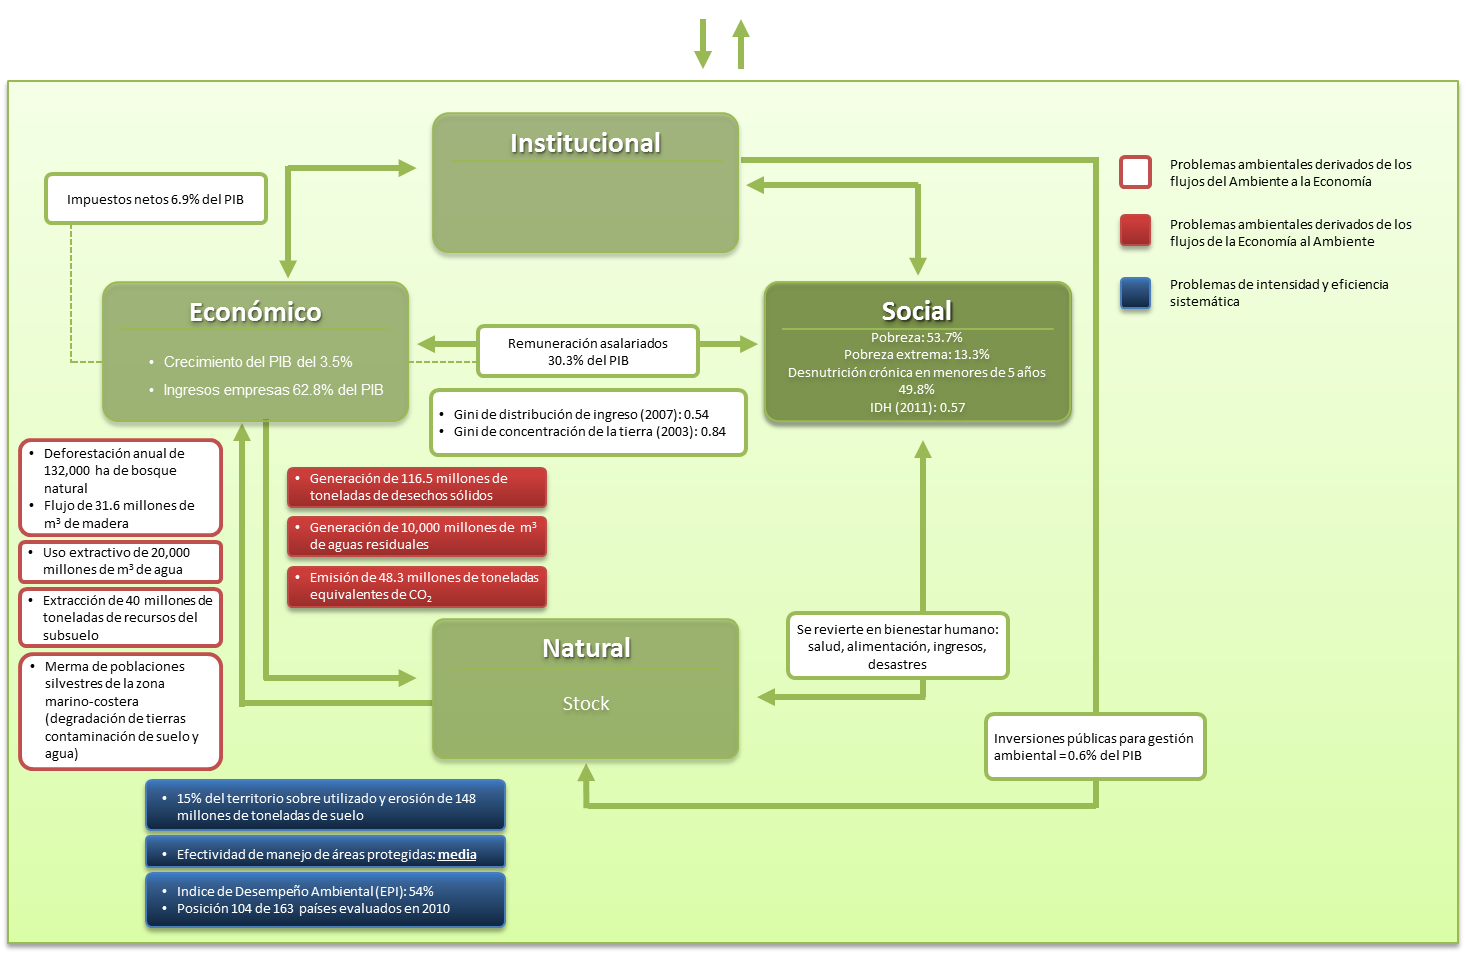 Institucional
Impuestos netos 6.9% del PIB
Económico
• Crecimiento del PIB del 3.5%
• Ingresos empresas 62.8% del PIB
Remuneración asalariados
30.3% del PIB
Social
Pobreza: 53.7%
Pobreza extrema: 13.3%
Desnutrición crónica en menores de 5 años
49.8%
IDH (2011): 0.57
• Gini de distribución de ingreso (2007): 0.54
• Gini de concentración de la tierra (2003): 0.84
Problemas ambientales derivados de los
flujos del Ambiente a la Economía
Problemas ambientales derivados de los
flujos de la Economía al Ambiente
Problemas de intensidad y eficiencia
sistemática
• Deforestación anual de
132,000 ha de bosque
natural
• Flujo de 31.6 millones de
m³ de madera
• Uso extractivo de 20,000
millones de m³ de agua
• Extracción de 40 millones de
toneladas de recursos del
subsuelo
• Merma de poblaciones
silvestres de la zona
marino-costera
(degradación de tierras
contaminación de suelo y
agua)
• Generación de 116.5 millones de
toneladas de desechos sólidos
• Generación de 10,000 millones de m³
de aguas residuales
• Emisión de 48.3 millones de toneladas
equivalentes de CO₂
Natural
Stock
Se revierte en bienestar humano:
salud, alimentación, ingresos,
desastres
Inversiones públicas para gestión
ambiental = 0.6% del PIB
• 15% del territorio sobre utilizado y erosión de 148
millones de toneladas de suelo
• Efectividad de manejo de áreas protegidas: media
• Indice de Desempeño Ambiental (EPI): 54%
• Posición 104 de 163 países evaluados en 2010